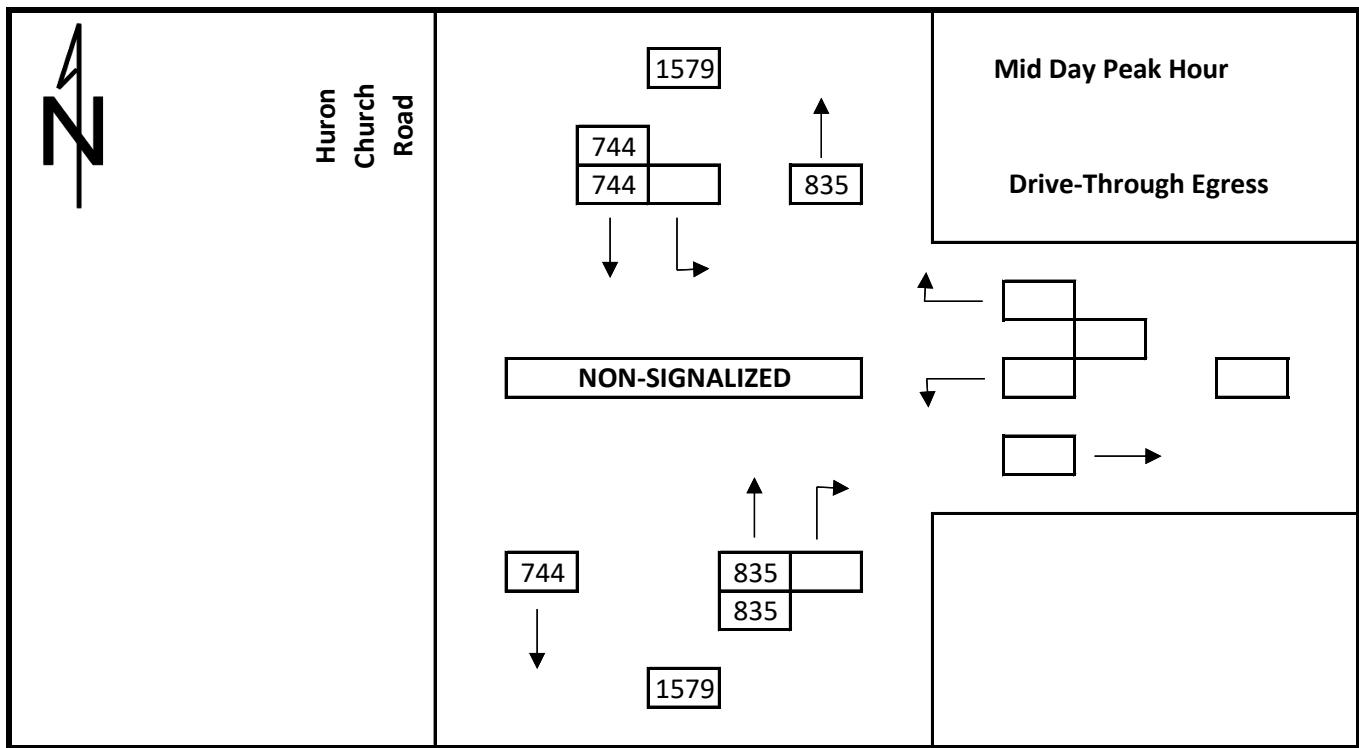 N
Huron
Church
Road
1579
744
744
835
Mid Day Peak Hour
Drive-Through Egress
NON-SIGNALIZED
744
835
835
1579